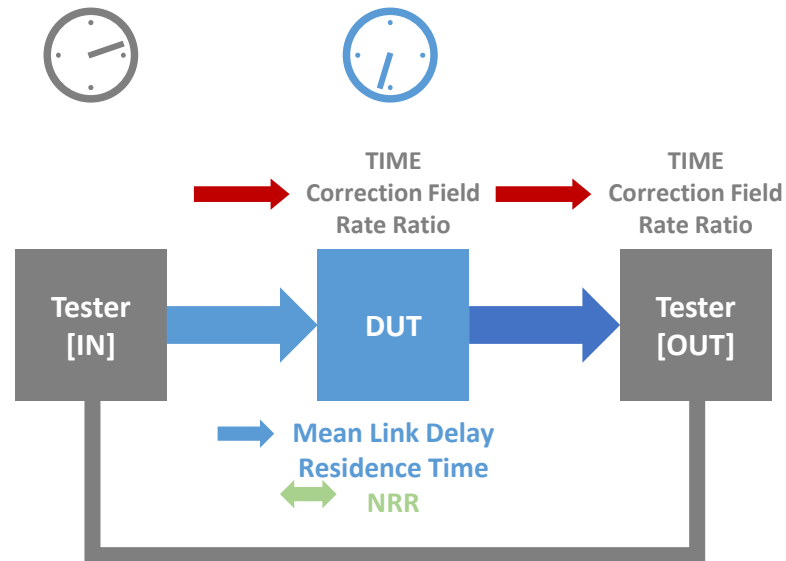 TIME
Correction Field
Rate Ratio
TIME
Correction Field
Rate Ratio
Tester
[IN]
DUT
Tester
[OUT]
Mean Link Delay
Residence Time
NRR